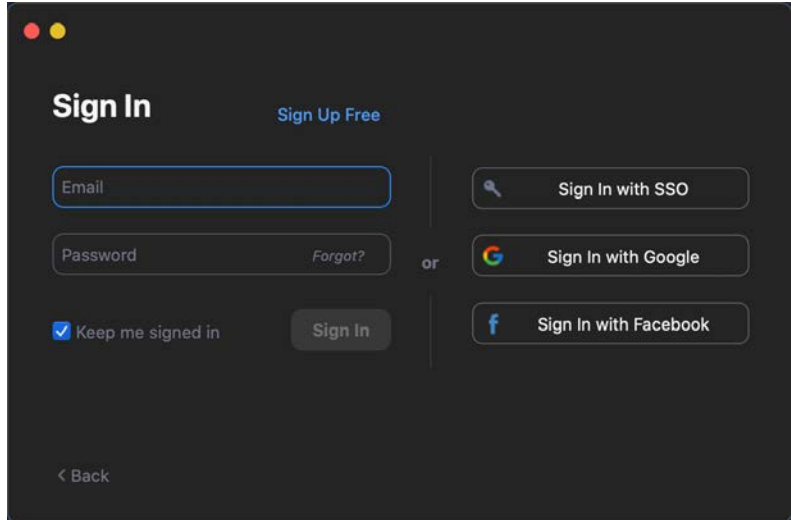 Sign In
Sign Up Free
Email
Password Forgot?
Keep me signed in
Sign In
or
Sign In with SSO
Sign In with Google
Sign In with Facebook
< Back